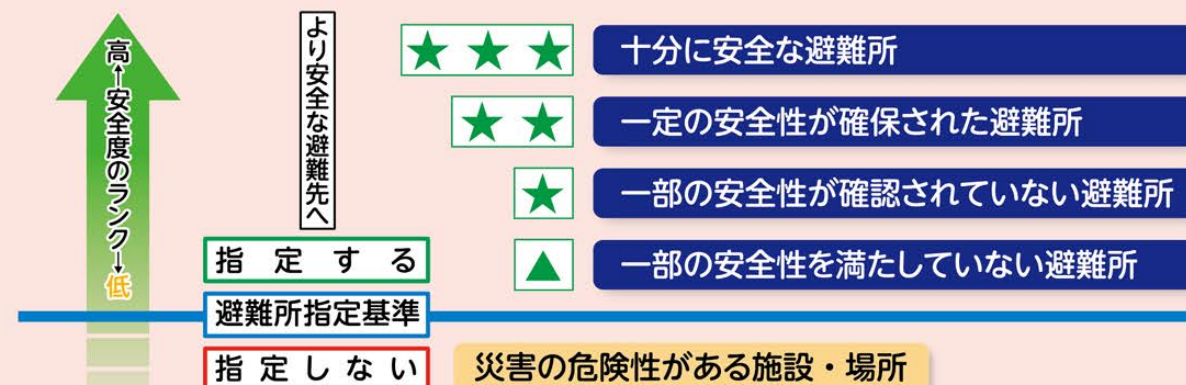 高←安全度のランク→低
より安全な避難先へ
★★★ 十分に安全な避難所
★★ 一定の安全性が確保された避難所
★ 一部の安全性が確認されていない避難所
指定する
▲ 一部の安全性を満たしていない避難所
避難所指定基準
指定しない
災害の危険性がある施設・場所